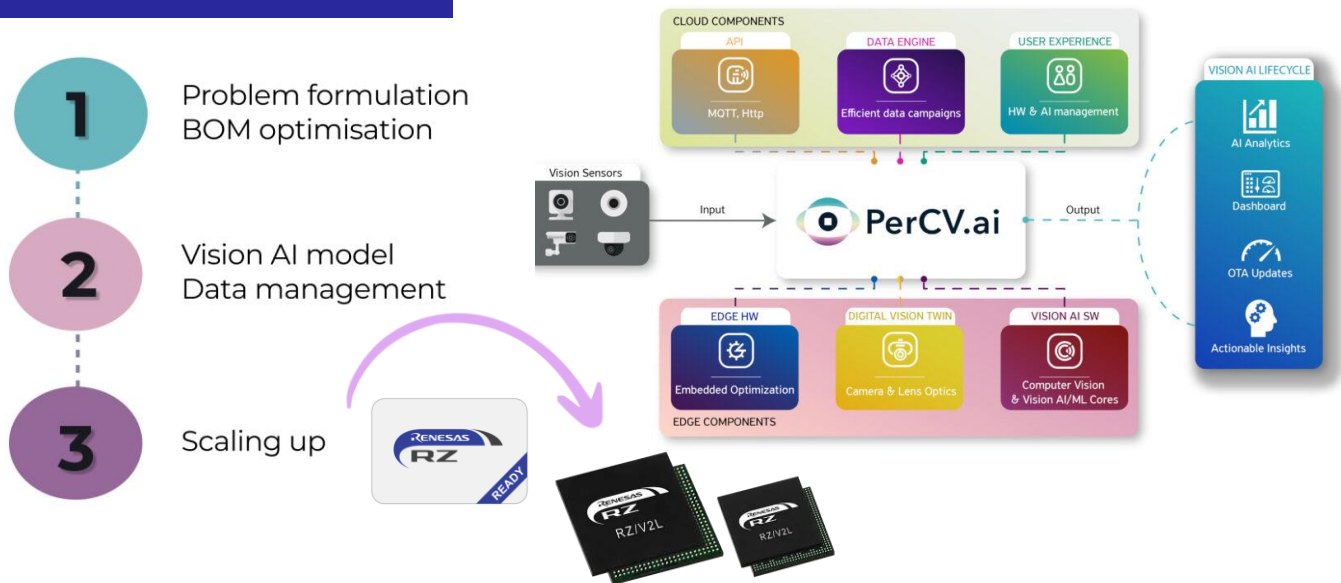 1
Problem formulation
BOM optimisation
2
Vision AI model
Data management
3
Scaling up
RENESAS
RZ
READY
RENESAS
RZ
RZ/V2L
RENESAS
RZ
RZ/V2L
CLOUD COMPONENTS
API
MQTT, Http
DATA ENGINE
Efficient data campaigns
USER EXPERIENCE
HW & AI management
Vision Sensors
Input
PerCV.ai
Output
EDGE HW
Embedded Optimization
DIGITAL VISION TWIN
Camera & Lens Optics
VISION AI SW
Computer Vision
& Vision AI/ML Cores
EDGE COMPONENTS
VISION AI LIFECYCLE
AI Analytics
Dashboard
OTA Updates
Actionable Insights